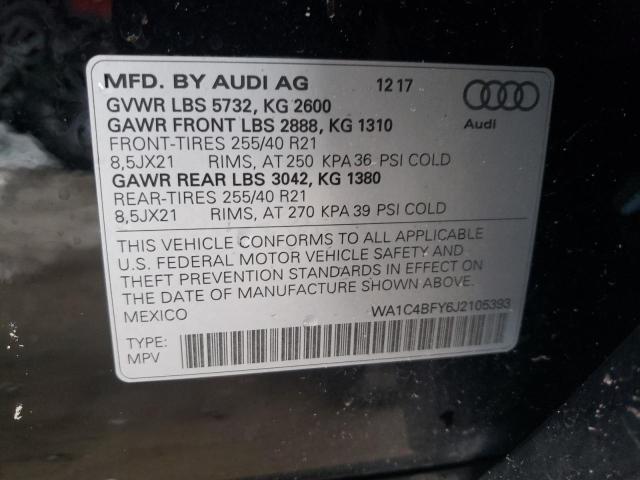 MFD. BY AUDI AG 12 17
GVWR LBS 5732, KG 2600
GAWR FRONT LBS 2888, KG 1310
FRONT-TIRES 255/40 R21
8,5JX21 RIMS, AT 250 KPA 36 PSI COLD
GAWR REAR LBS 3042, KG 1380
REAR-TIRES 255/40 R21
8,5JX21 RIMS, AT 270 KPA 39 PSI COLD
Audi
THIS VEHICLE CONFORMS TO ALL APPLICABLE
U.S. FEDERAL MOTOR VEHICLE SAFETY AND
THEFT PREVENTION STANDARDS IN EFFECT ON
THE DATE OF MANUFACTURE SHOWN ABOVE.
MEXICO WA1C4BFY6J2105393
TYPE:
MPV